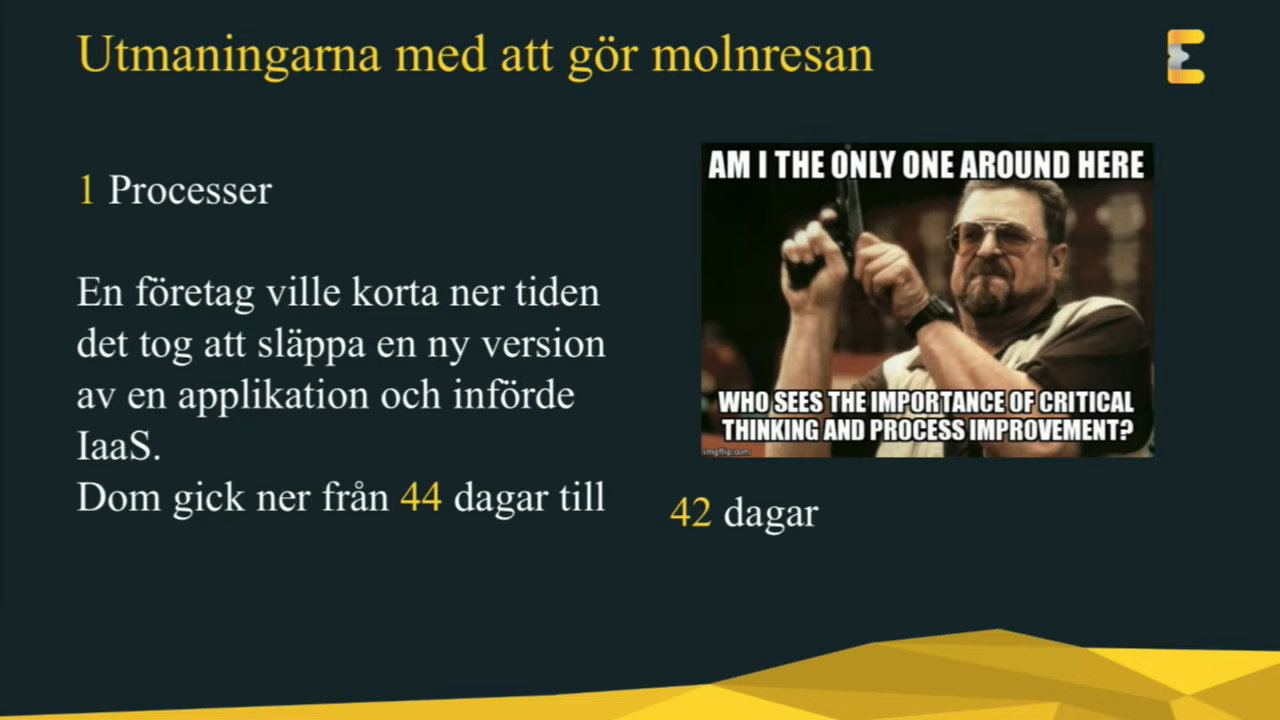 Utmaningarna med att gör molnresan
1 Processer
En företag ville korta ner tiden
det tog att släppa en ny version
av en applikation och införde
IaaS.
Dom gick ner från 44 dagar till
42 dagar
AM I THE ONLY ONE AROUND HERE
WHO SEES THE IMPORTANCE OF CRITICAL
THINKING AND PROCESS IMPROVEMENT?
imgflip.com